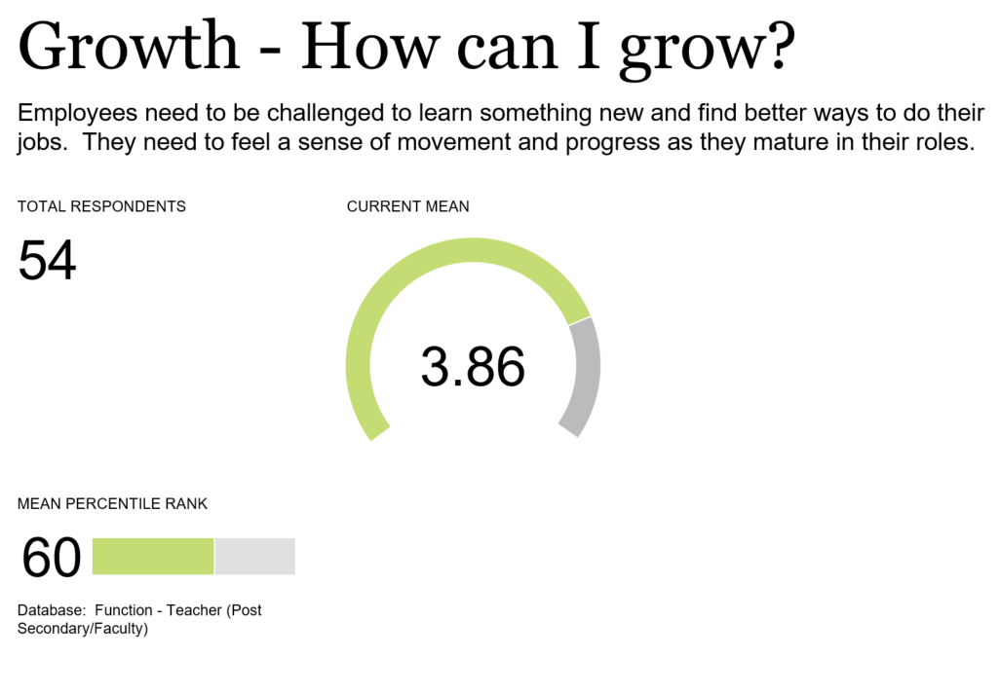 Growth - How can I grow?
Employees need to be challenged to learn something new and find better ways to do their
jobs.  They need to feel a sense of movement and progress as they mature in their roles.
TOTAL RESPONDENTS
54
CURRENT MEAN
3.86
MEAN PERCENTILE RANK
60
Database:  Function - Teacher (Post
Secondary/Faculty)